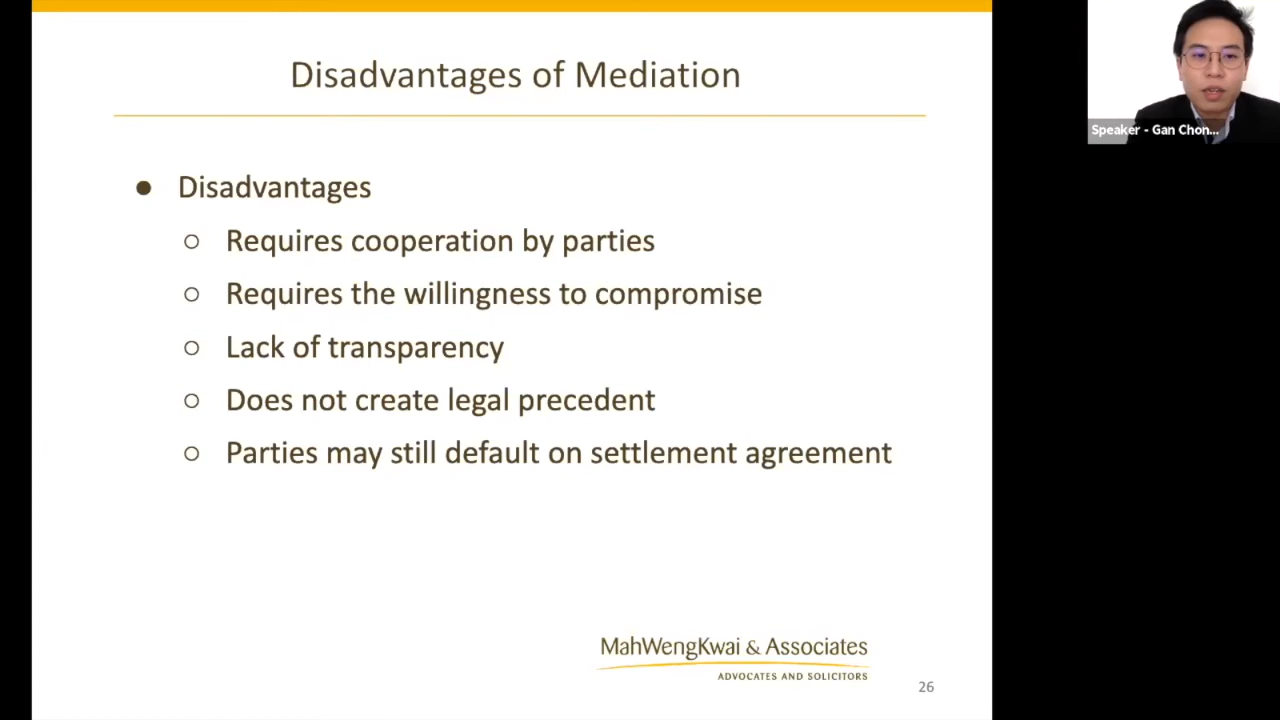 Disadvantages of Mediation
● Disadvantages
○ Requires cooperation by parties
○ Requires the willingness to compromise
○ Lack of transparency
○ Does not create legal precedent
○ Parties may still default on settlement agreement
MahWengKwai & Associates
ADVOCATES AND SOLICITORS
26
Speaker - Gan Chon...